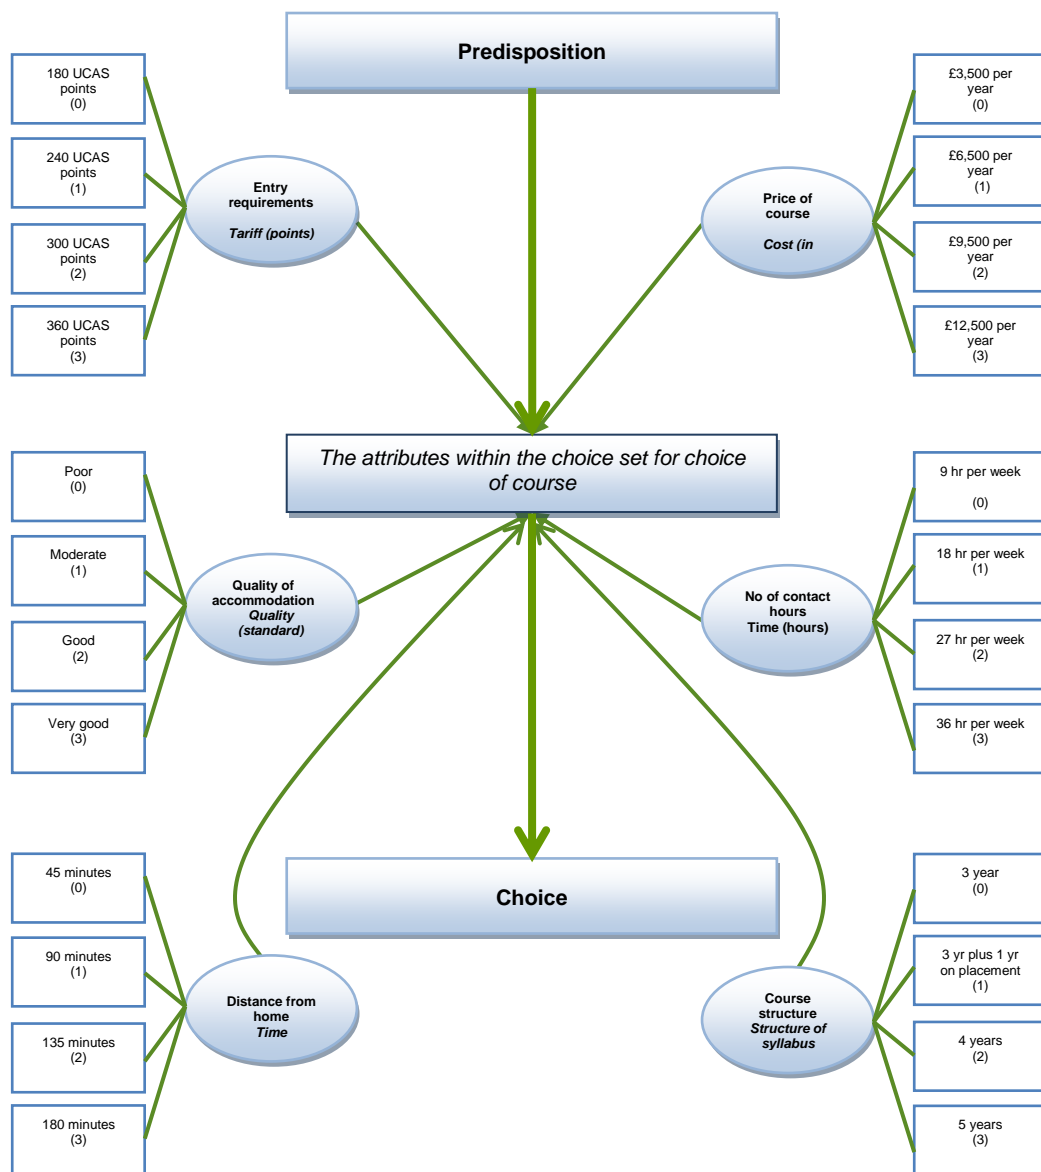 Predisposition
180 UCAS
points
(0)
240 UCAS
points
(1)
300 UCAS
points
(2)
360 UCAS
points
(3)
Entry
requirements
Tariff (points)
Price of
course
Cost (in
£3,500 per
year
(0)
£6,500 per
year
(1)
£9,500 per
year
(2)
£12,500 per
year
(3)
The attributes within the choice set for choice
of course
Poor
(0)
Moderate
(1)
Good
(2)
Very good
(3)
Quality of
accommodation
Quality
(standard)
No of contact
hours
Time (hours)
9 hr per week
(0)
18 hr per week
(1)
27 hr per week
(2)
36 hr per week
(3)
Choice
45 minutes
(0)
90 minutes
(1)
135 minutes
(2)
180 minutes
(3)
Distance from
home
Time
Course
structure
Structure of
syllabus
3 year
(0)
3 yr plus 1 yr
on placement
(1)
4 years
(2)
5 years
(3)